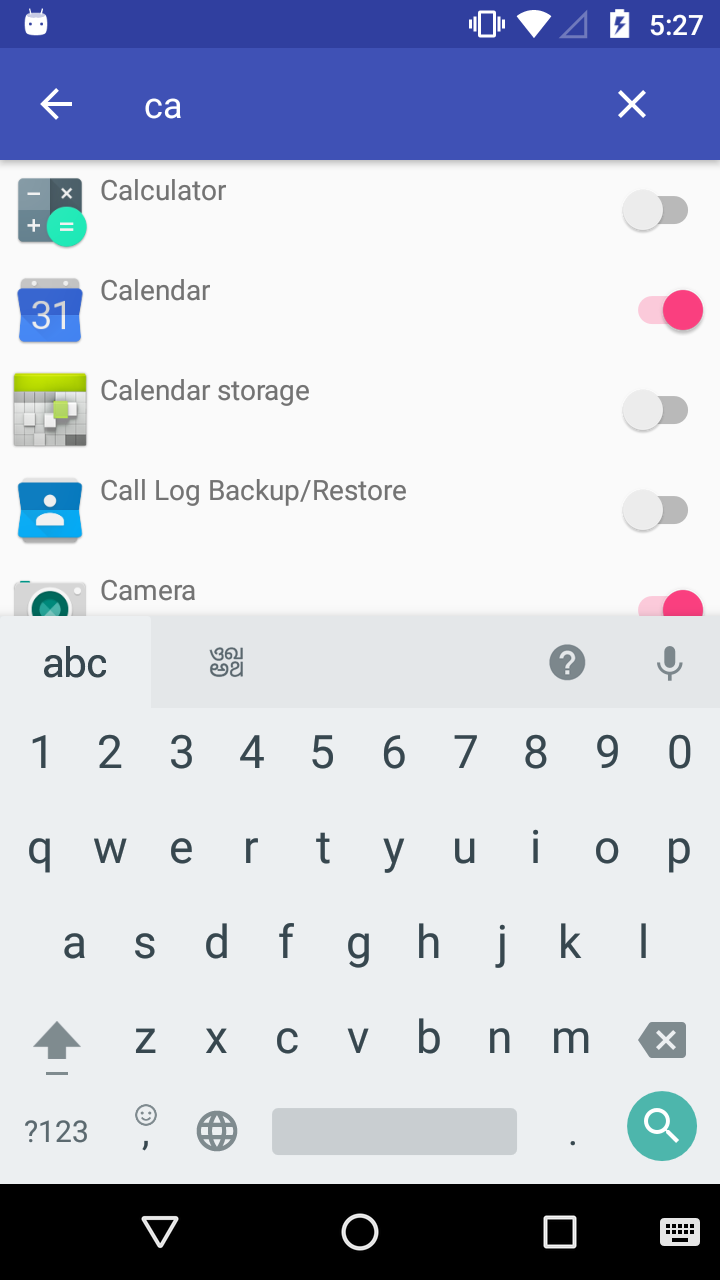 5:27
ca
Calculator
31
Calendar
Calendar storage
Call Log Backup/Restore
Camera
abc
1 2 3 4 5 6 7 8 9 0
q w e r t y u i o p
a s d f g h j k l
z x c v b n m
?123 , .